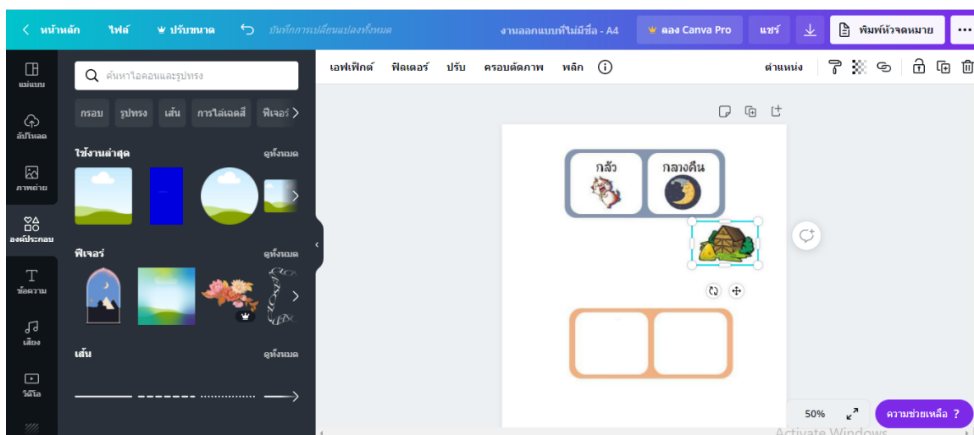 หน้าหลัก ไฟล์ ปรับขนาด บันทึกการเปลี่ยนแปลงทั้งหมด งานออกแบบที่ไม่มีชื่อ - A4 ลอง Canva Pro แชร์ พิมพ์หัวจดหมาย
แม่แบบ
อัปโหลด
ภาพถ่าย
องค์ประกอบ
ข้อความ
เสียง
วิดีโอ
ค้นหาไอคอนและรูปทรง
กรอบ รูปทรง เส้น การไล่เฉดสี ฟีเจอร์
ใช้งานล่าสุด ดูทั้งหมด
ฟีเจอร์ ดูทั้งหมด
เส้น ดูทั้งหมด
เอฟเฟ็กต์ ฟิลเตอร์ ปรับ ครอบตัดภาพ พลิก ตำแหน่ง
กลัว กลางคืน
50% ความช่วยเหลือ ?
Activate Windows